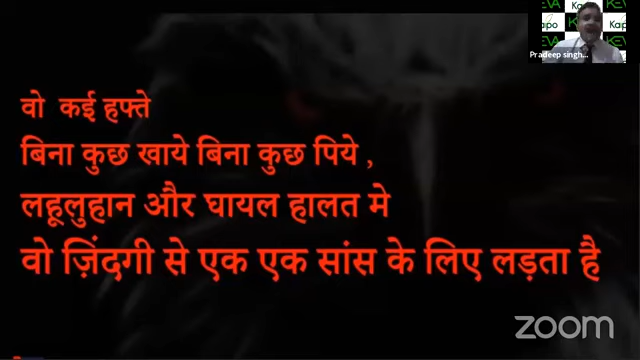 वो कई हफ्ते
बिना कुछ खाये बिना कुछ पिये ,
लहूलुहान और घायल हालत मे
वो ज़िंदगी से एक एक सांस के लिए लड़ता है
Pradeep singh...
zoom